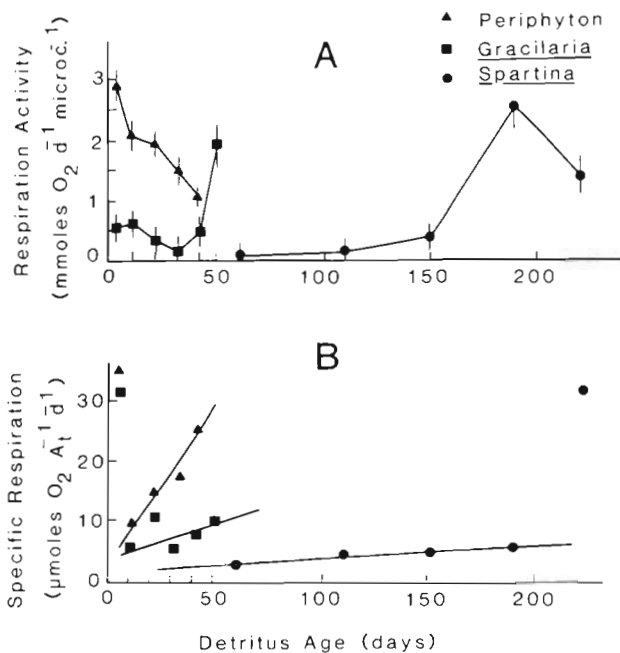 ▲ Periphyton
■ Gracilaria
● Spartina
A
Respiration Activity
(mmoles O₂ d⁻¹ microc.⁻¹)
3
2
1
0
0 50 100 150 200
B
Specific Respiration
(μmoles O₂ Aₜ⁻¹ d⁻¹)
30
20
10
0
0 50 100 150 200
Detritus Age (days)